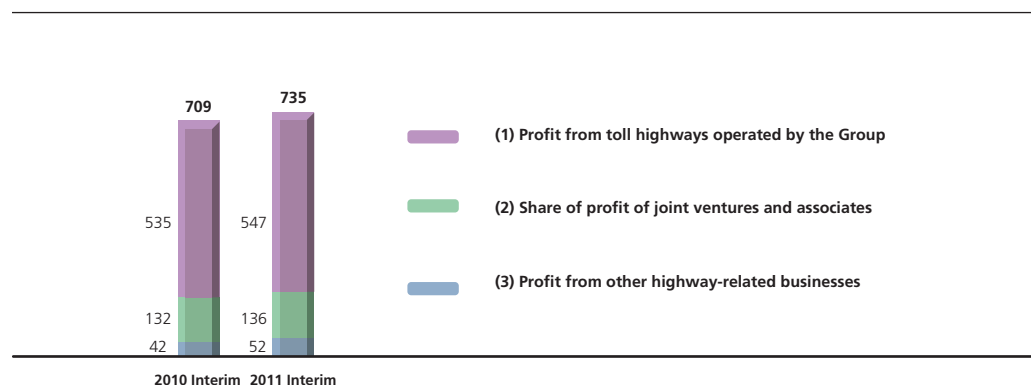 709
735
(1) Profit from toll highways operated by the Group
535
547
(2) Share of profit of joint ventures and associates
(3) Profit from other highway-related businesses
132
136
42
52
2010 Interim
2011 Interim